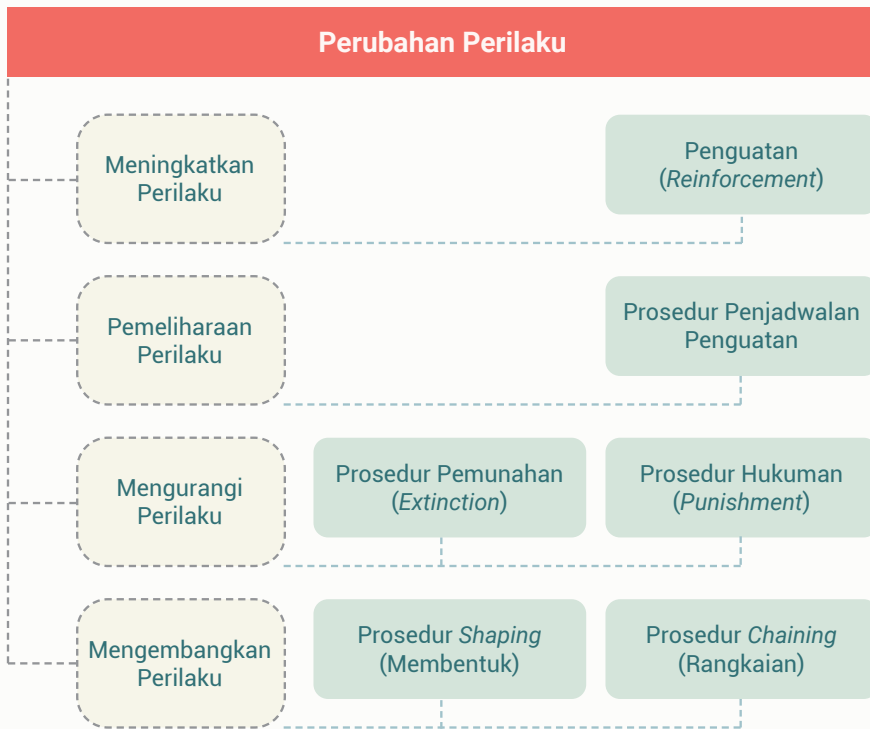 Perubahan Perilaku
Meningkatkan
Perilaku
Penguatan
(Reinforcement)
Pemeliharaan
Perilaku
Prosedur Penjadwalan
Penguatan
Mengurangi
Perilaku
Prosedur Pemunahan
(Extinction)
Prosedur Hukuman
(Punishment)
Mengembangkan
Perilaku
Prosedur Shaping
(Membentuk)
Prosedur Chaining
(Rangkaian)